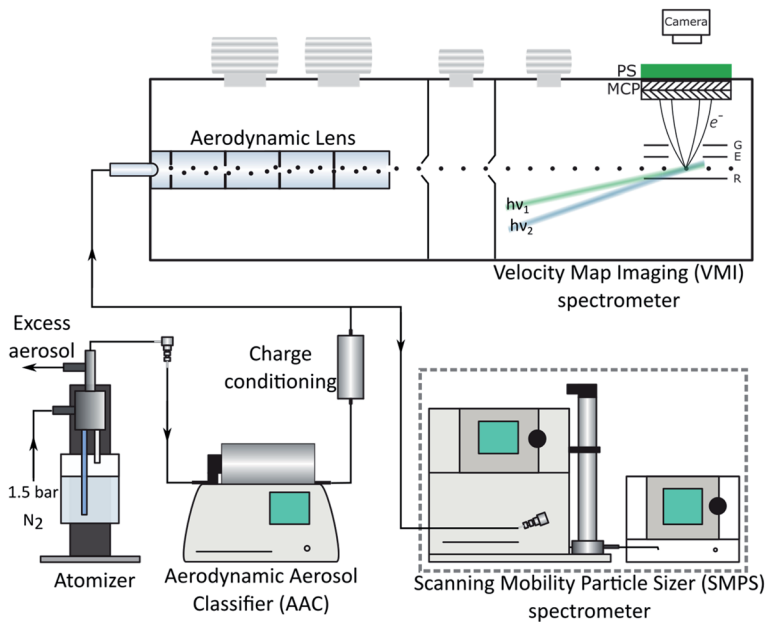 Camera
PS
MCP
e-
G
E
R
Aerodynamic Lens
hν1
hν2
Velocity Map Imaging (VMI)
spectrometer
Excess
aerosol
Charge
conditioning
1.5 bar
N2
Atomizer
Aerodynamic Aerosol
Classifier (AAC)
Scanning Mobility Particle Sizer (SMPS)
spectrometer